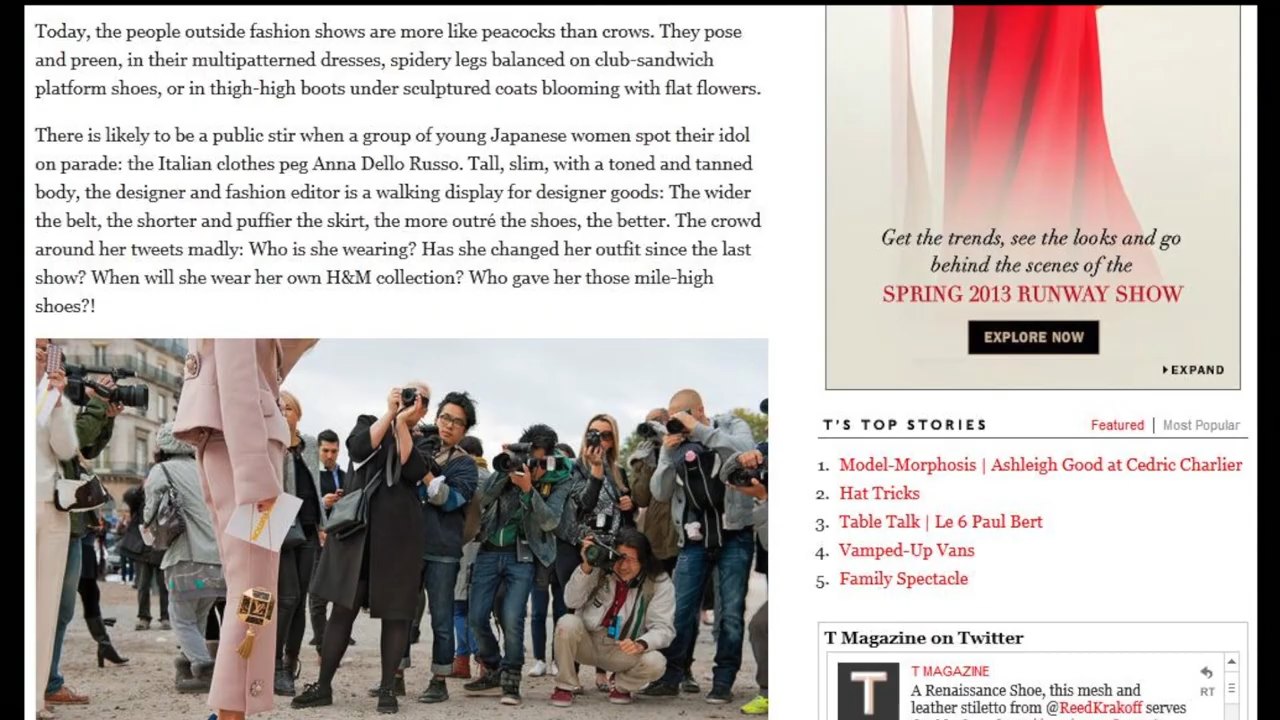 Today, the people outside fashion shows are more like peacocks than crows. They pose
and preen, in their multipatterned dresses, spidery legs balanced on club-sandwich
platform shoes, or in thigh-high boots under sculptured coats blooming with flat flowers.
There is likely to be a public stir when a group of young Japanese women spot their idol
on parade: the Italian clothes peg Anna Dello Russo. Tall, slim, with a toned and tanned
body, the designer and fashion editor is a walking display for designer goods: The wider
the belt, the shorter and puffier the skirt, the more outré the shoes, the better. The crowd
around her tweets madly: Who is she wearing? Has she changed her outfit since the last
show? When will she wear her own H&M collection? Who gave her those mile-high
shoes?!
Get the trends, see the looks and go
behind the scenes of the
SPRING 2013 RUNWAY SHOW
EXPLORE NOW
EXPAND
T'S TOP STORIES
Featured | Most Popular
1. Model-Morphosis | Ashleigh Good at Cedric Charlier
2. Hat Tricks
3. Table Talk | Le 6 Paul Bert
4. Vamped-Up Vans
5. Family Spectacle
T Magazine on Twitter
T
T MAGAZINE
RT
A Renaissance Shoe, this mesh and
leather stiletto from @ReedKrakoff serves